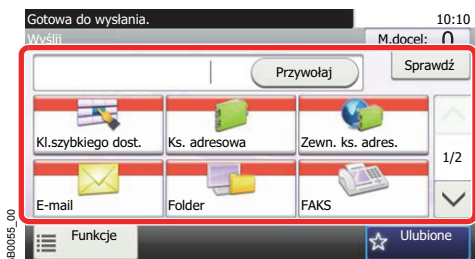 Gotowa do wysłania.
10:10
Wyślij
M.docel: 0
Przywołaj
Sprawdź
Kl.szybkiego dost.
Ks. adresowa
Zewn. ks. adres.
1/2
E-mail
Folder
FAKS
Funkcje
Ulubione